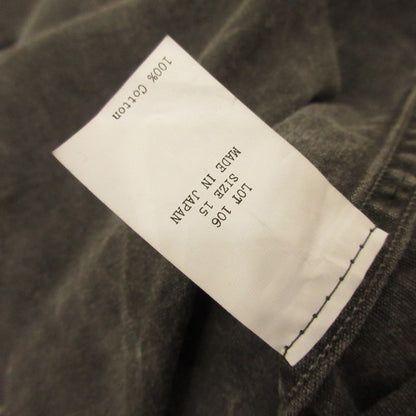 100% Cotton
LOT 106
SIZE 15
MADE IN JAPAN